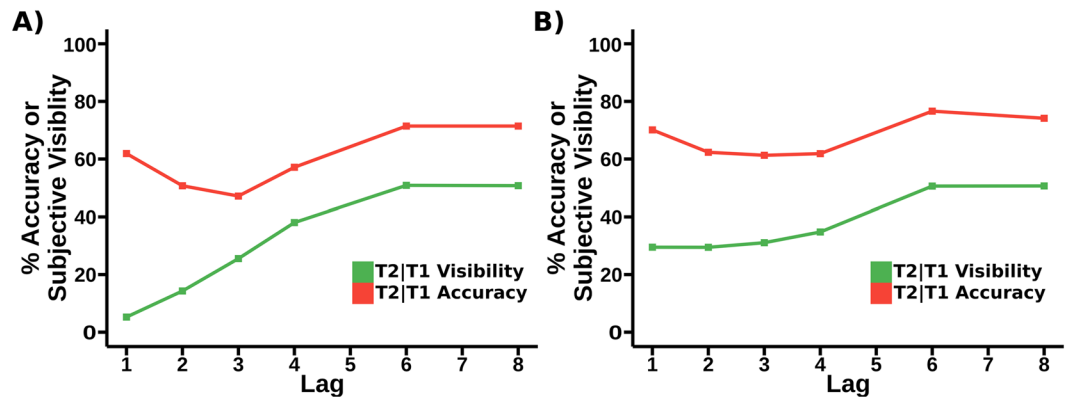 A)
% Accuracy or
Subjective Visiblity
100
80
60
40
20
0
1 2 3 4 5 6 7 8
Lag
T2|T1 Visibility
T2|T1 Accuracy
B)
% Accuracy or
Subjective Visiblity
100
80
60
40
20
0
1 2 3 4 5 6 7 8
Lag
T2|T1 Visibility
T2|T1 Accuracy